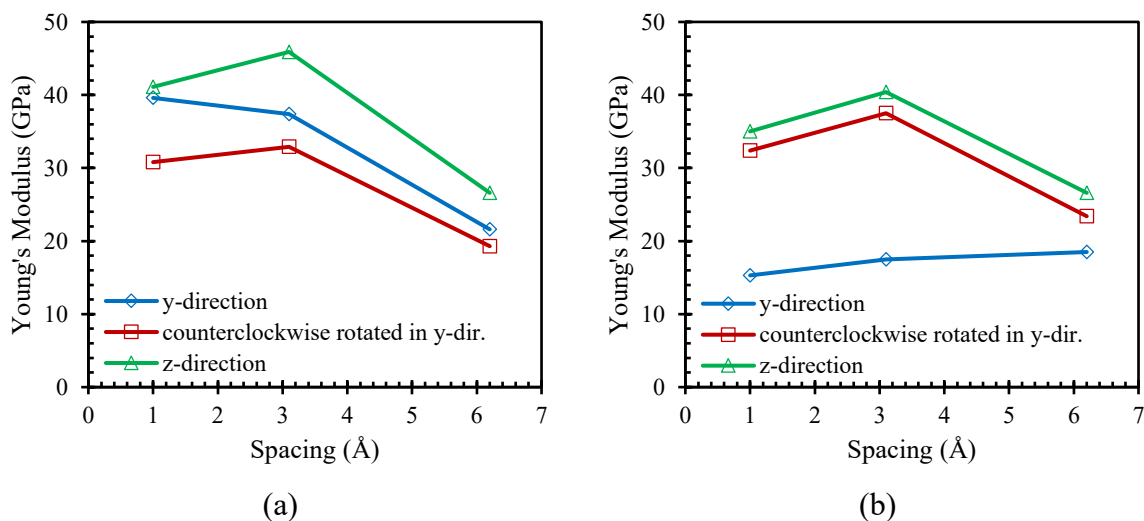 50
40
30
20
10
0
Young's Modulus (GPa)
y-direction
counterclockwise rotated in y-dir.
z-direction
0 1 2 3 4 5 6 7
Spacing (Å)
(a)
50
40
30
20
10
0
Young's Modulus (GPa)
y-direction
counterclockwise rotated in y-dir.
z-direction
0 1 2 3 4 5 6 7
Spacing (Å)
(b)